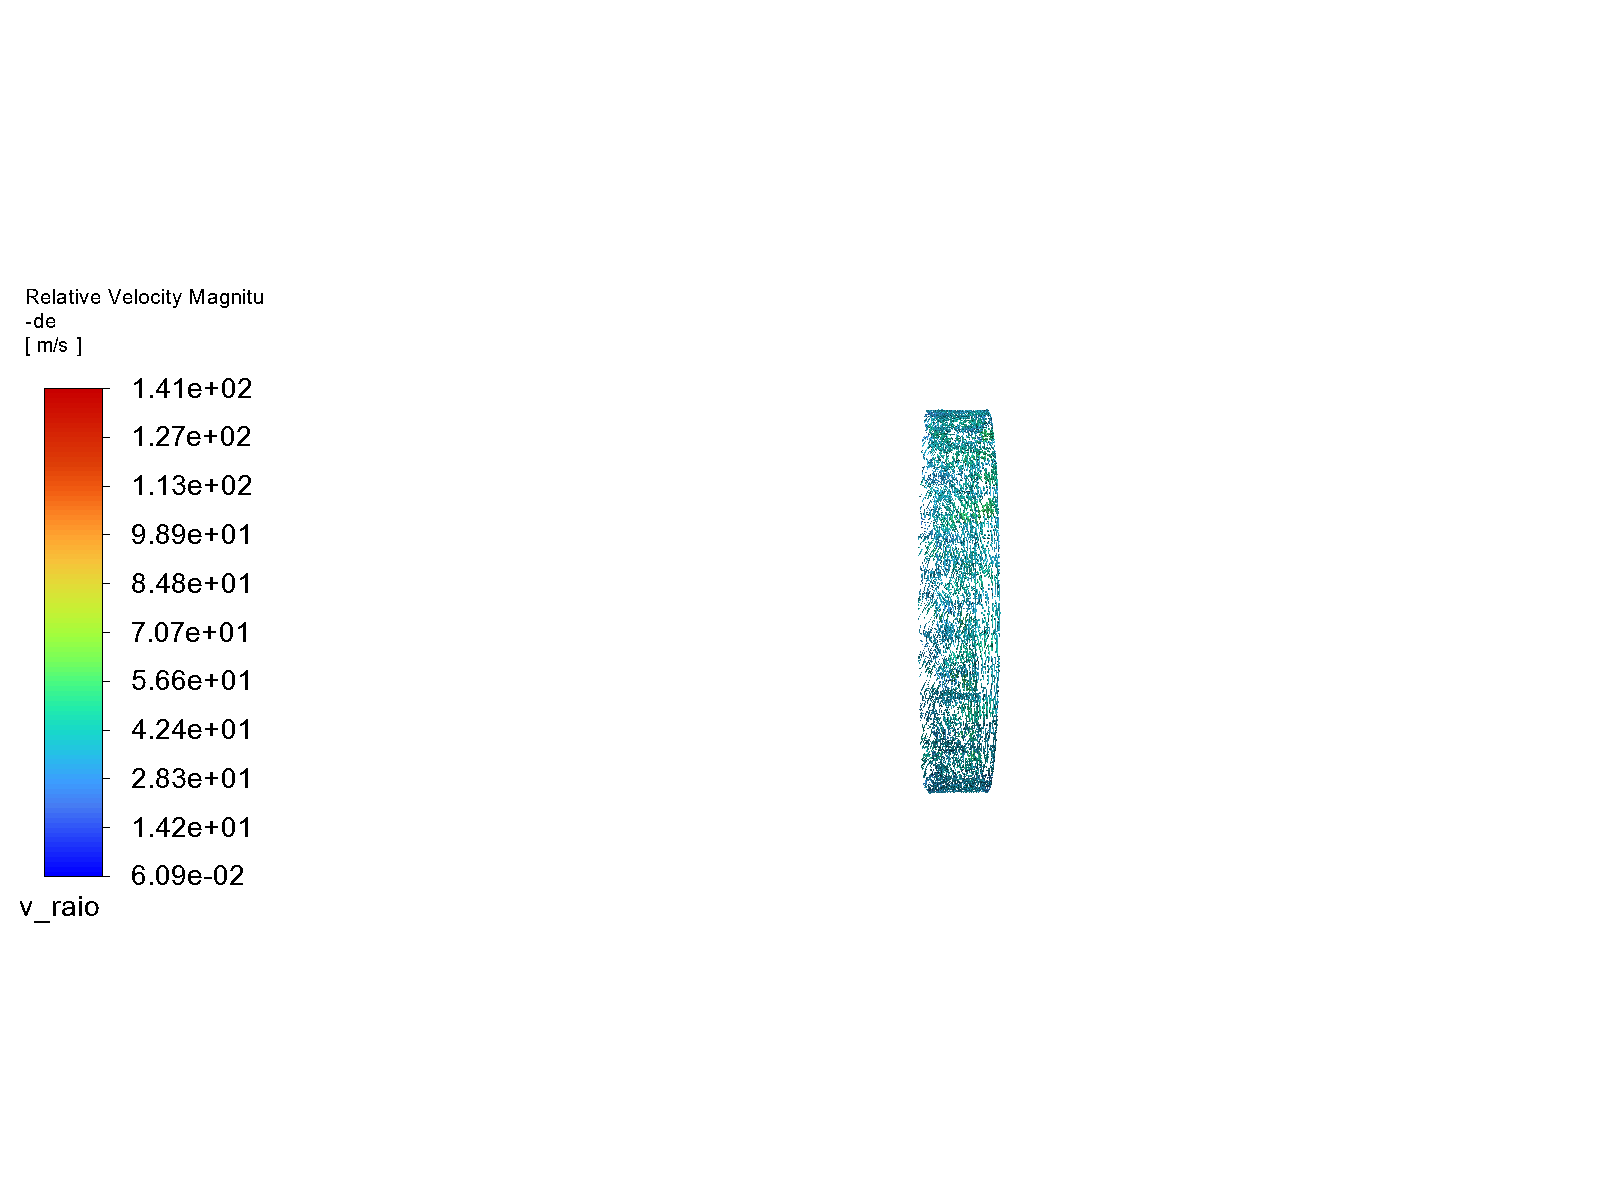 Relative Velocity Magnitu
-de
[ m/s ]
1.41e+02
1.27e+02
1.13e+02
9.89e+01
8.48e+01
7.07e+01
5.66e+01
4.24e+01
2.83e+01
1.42e+01
6.09e-02
v_raio